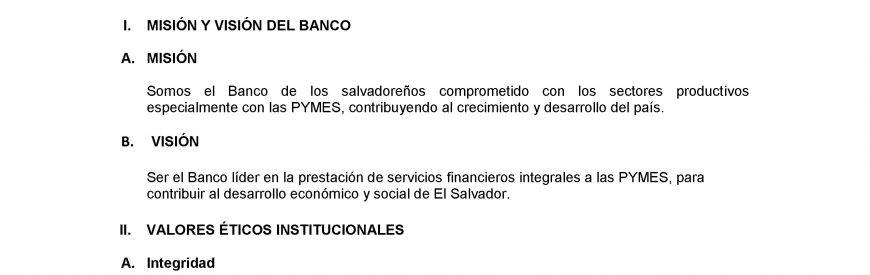 I. MISIÓN Y VISIÓN DEL BANCO
A. MISIÓN
Somos el Banco de los salvadoreños comprometido con los sectores productivos
especialmente con las PYMES, contribuyendo al crecimiento y desarrollo del país.
B. VISIÓN
Ser el Banco líder en la prestación de servicios financieros integrales a las PYMES, para
contribuir al desarrollo económico y social de El Salvador.
II. VALORES ÉTICOS INSTITUCIONALES
A. Integridad